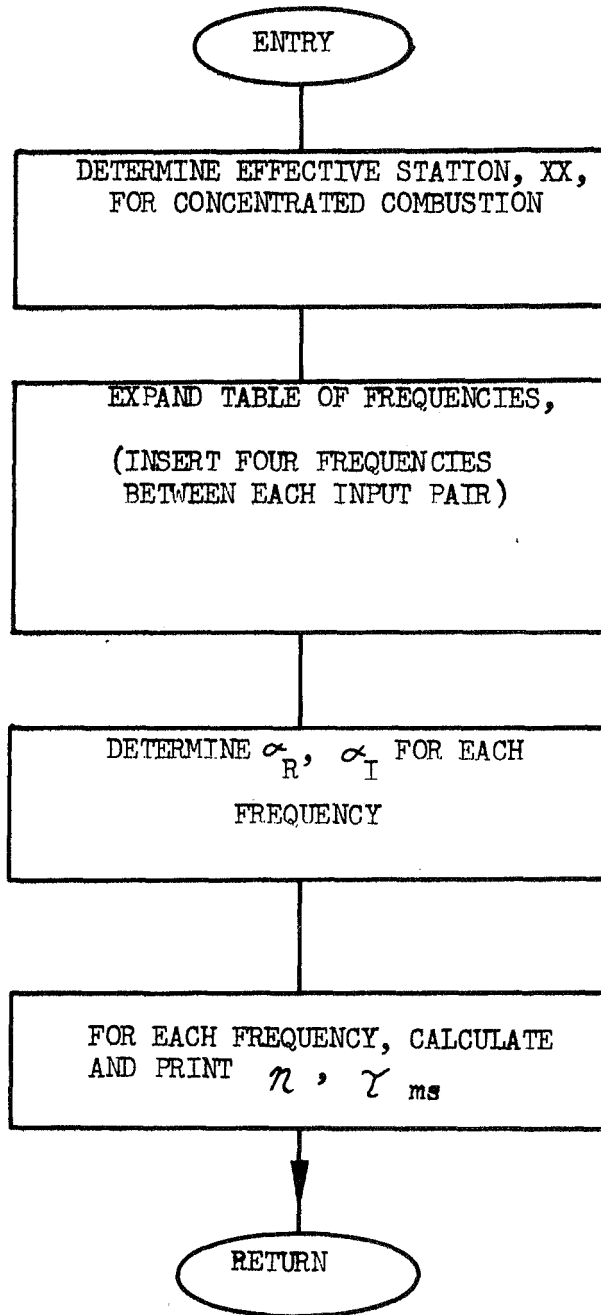 ENTRY
DETERMINE EFFECTIVE STATION, XX,
FOR CONCENTRATED COMBUSTION
EXPAND TABLE OF FREQUENCIES,
(INSERT FOUR FREQUENCIES
BETWEEN EACH INPUT PAIR)
DETERMINE α_R, α_I FOR EACH
FREQUENCY
FOR EACH FREQUENCY, CALCULATE
AND PRINT n, τ ms
RETURN